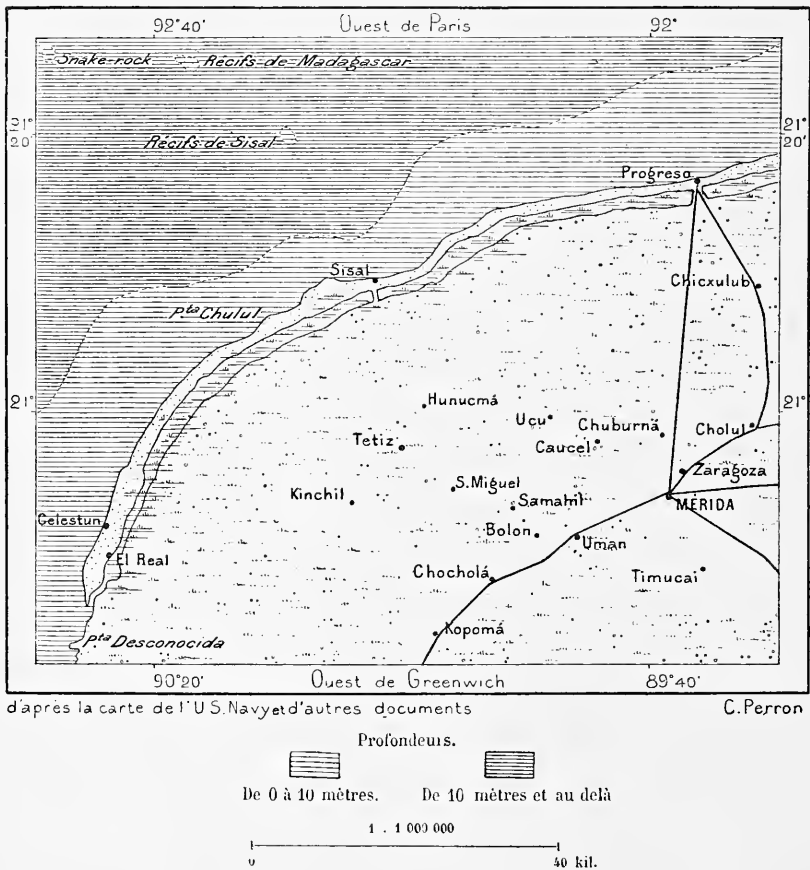 92°40' Ouest de Paris 92°
Snake-rock Récifs de Madagascar
21° 20' 21° 20'
Récifs de Sisal
Progreso
Sisal
Chicxulub
Pta Chulul
Hunucmá
21° 21°
Ucu Chuburná Cholul
Tetiz Caucel
Zaragoza
S. Miguel
Kinchil Samahil MÉRIDA
Celestun
Bolon Uman
El Real
Chocholá Timucai
Kopomá
Pta Desconocida
90°20' Ouest de Greenwich 89°40'
d'après la carte de l'U S. Navy et d'autres documents C. Perron
Profondeurs.
De 0 à 10 mètres. De 10 mètres et au delà
1 . 1 000 000
0 40 kil.